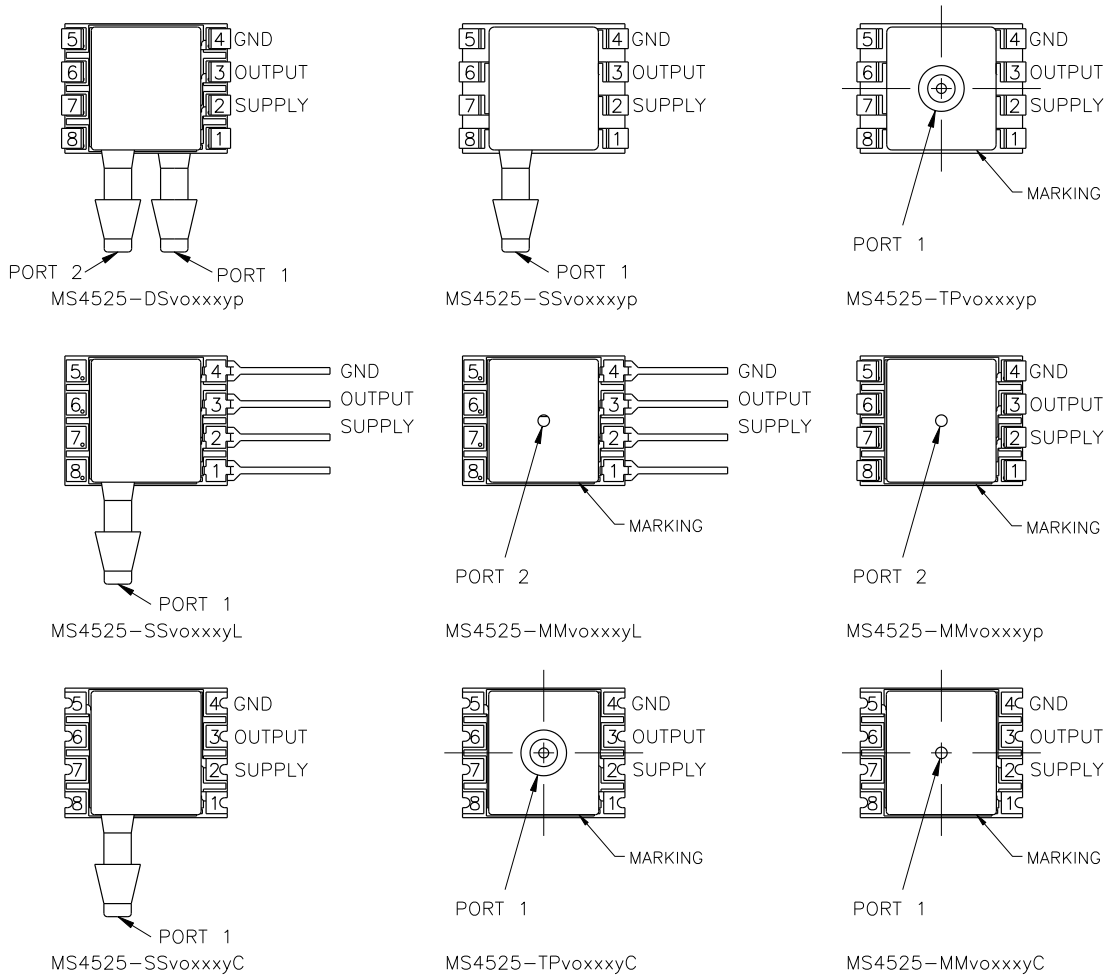 5 4 GND
6 3 OUTPUT
7 2 SUPPLY
8 1
PORT 2
PORT 1
MS4525-DSvoxxxyp
5 4 GND
6 3 OUTPUT
7 2 SUPPLY
8 1
PORT 1
MS4525-SSvoxxxyp
5 4 GND
6 3 OUTPUT
7 2 SUPPLY
8 1
MARKING
PORT 1
MS4525-TPvoxxxyp
5 4 GND
6 3 OUTPUT
7 2 SUPPLY
8 1
PORT 1
MS4525-SSvoxxxyL
5 4 GND
6 3 OUTPUT
7 2 SUPPLY
8 1
MARKING
PORT 2
MS4525-MMvoxxxyL
5 4 GND
6 3 OUTPUT
7 2 SUPPLY
8 1
MARKING
PORT 2
MS4525-MMvoxxxyp
5 4 GND
6 3 OUTPUT
7 2 SUPPLY
8 1
PORT 1
MS4525-SSvoxxxyC
5 4 GND
6 3 OUTPUT
7 2 SUPPLY
8 1
MARKING
PORT 1
MS4525-TPvoxxxyC
5 4 GND
6 3 OUTPUT
7 2 SUPPLY
8 1
MARKING
PORT 1
MS4525-MMvoxxxyC